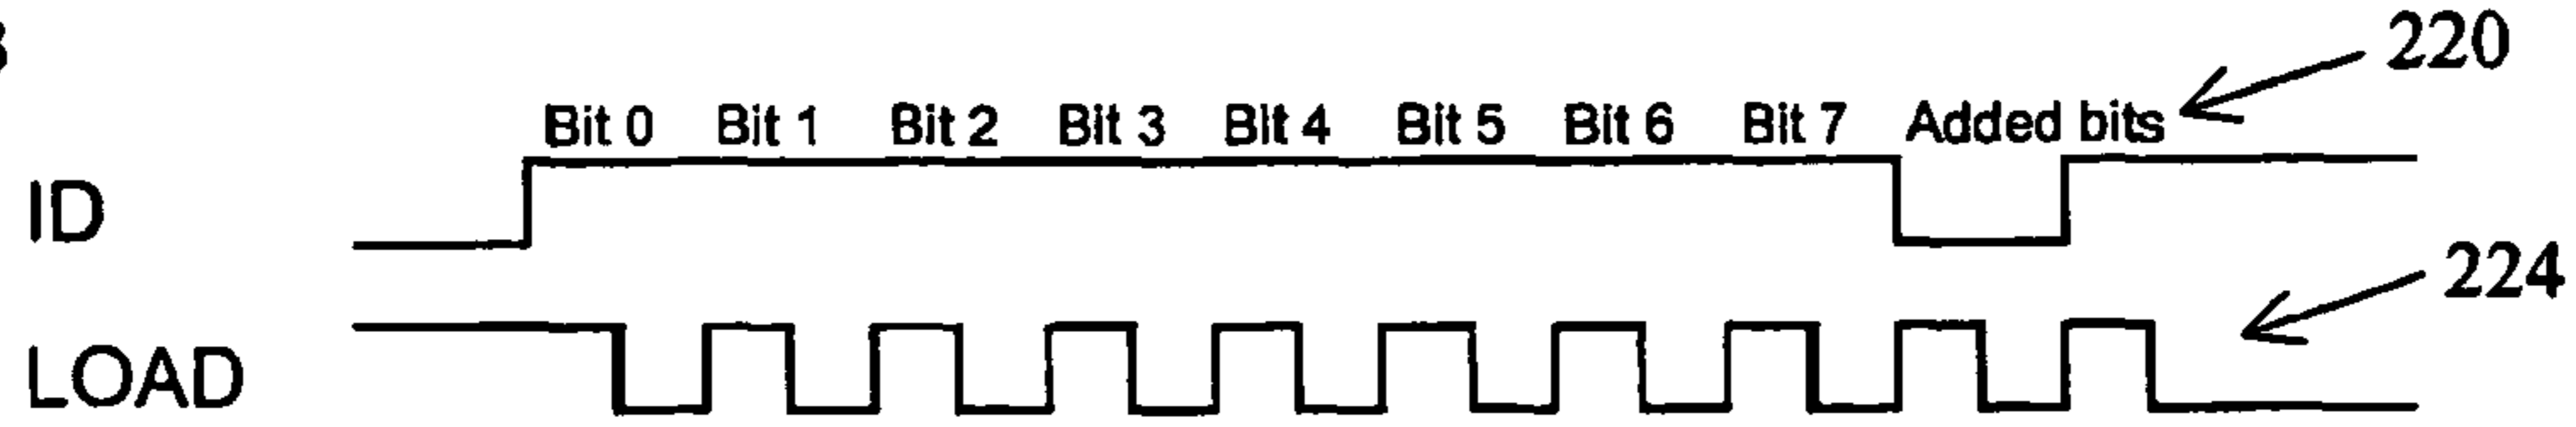 220
Bit 0 Bit 1 Bit 2 Bit 3 Bit 4 Bit 5 Bit 6 Bit 7 Added bits
ID
224
LOAD